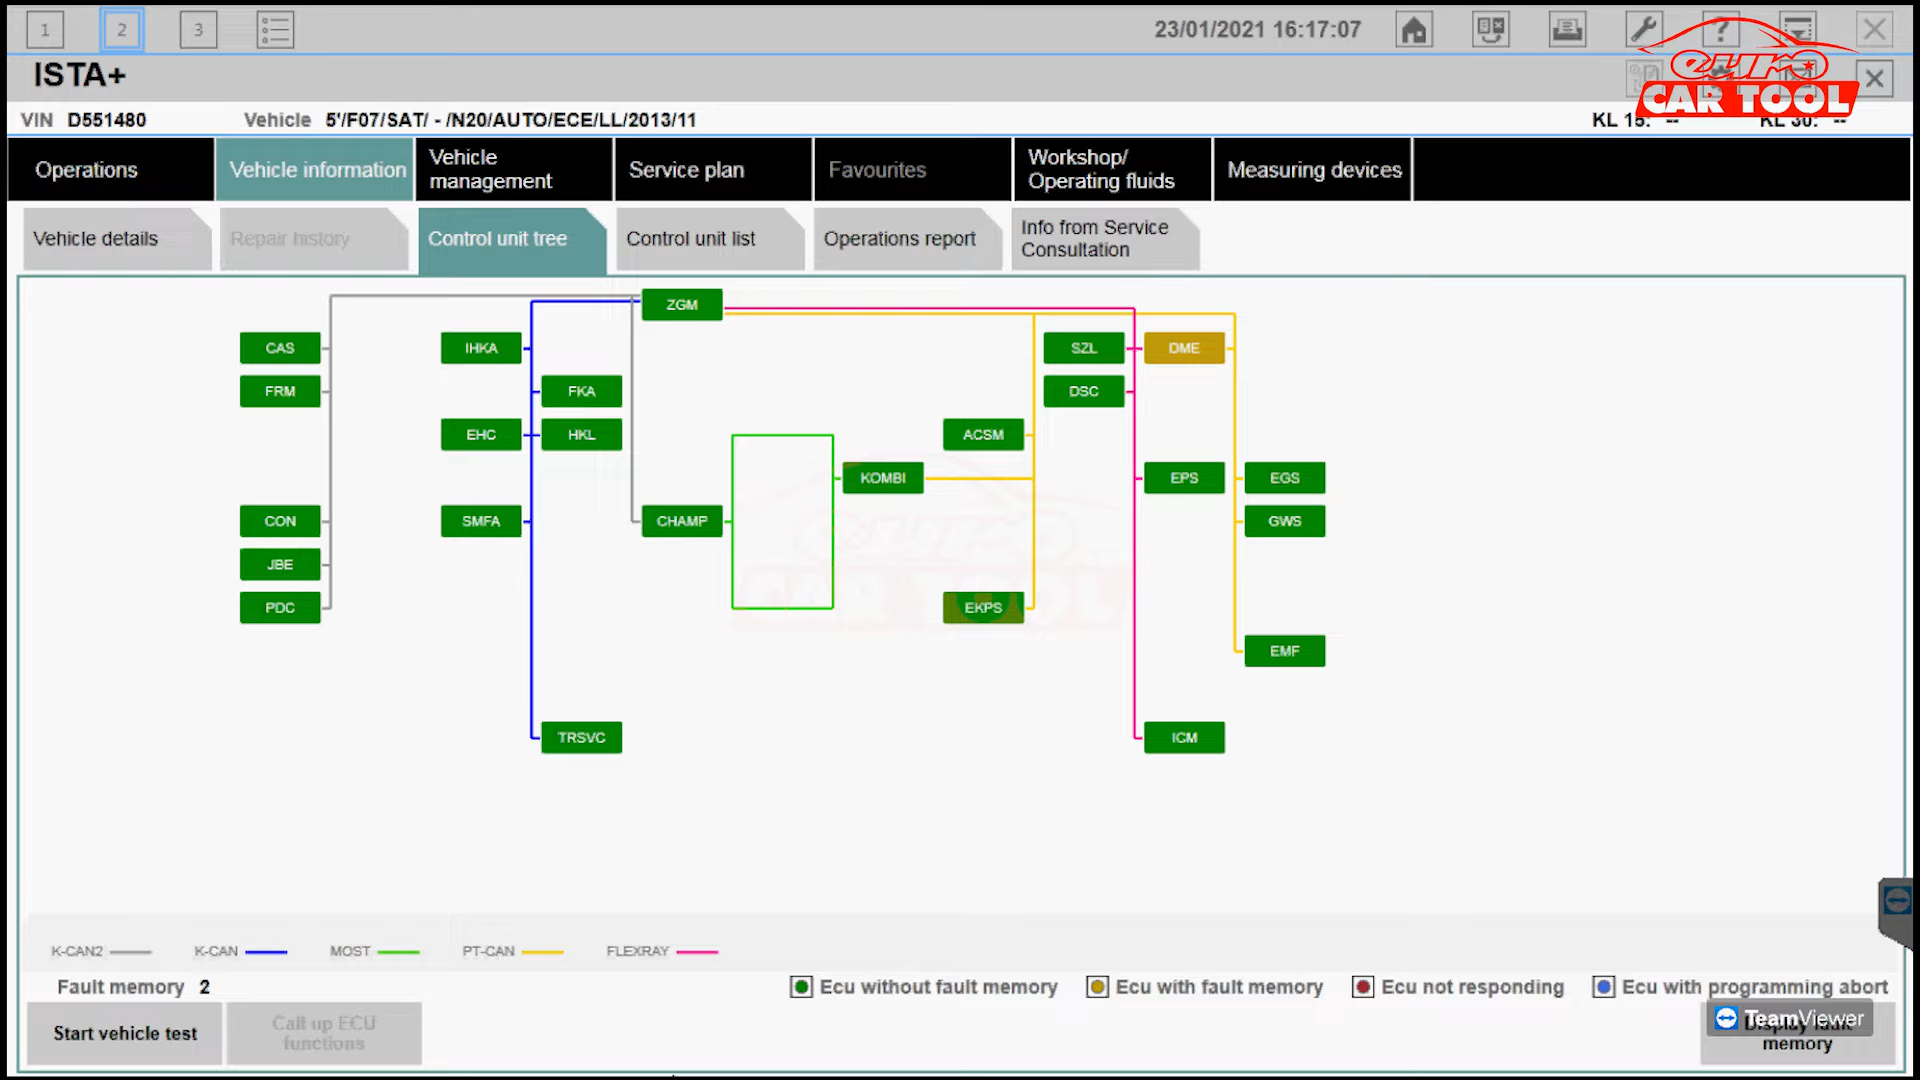 1 2 3 23/01/2021 16:17:07 ?
ISTA+
euro
CAR TOOL
VIN D551480 Vehicle 5'/F07/SAT/ - /N20/AUTO/ECE/LL/2013/11 KL 15: -- KL 30: --
Operations Vehicle information Vehicle management Service plan Favourites Workshop/ Operating fluids Measuring devices
Vehicle details Repair history Control unit tree Control unit list Operations report Info from Service Consultation
ZGM
CAS IHKA SZL DME
FRM FKA DSC
EHC HKL ACSM
KOMBI EPS EGS
CON SMFA CHAMP GWS
euro
JBE
CAR TOOL
PDC EKPS
EMF
TRSVC ICM
K-CAN2 K-CAN MOST PT-CAN FLEXRAY
Fault memory 2 Ecu without fault memory Ecu with fault memory Ecu not responding Ecu with programming abort
Start vehicle test Call up ECU functions Display fault memory
TeamViewer